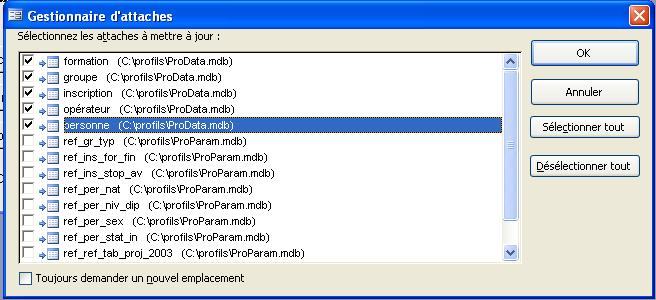 Gestionnaire d'attaches
Sélectionnez les attaches à mettre à jour :
formation (C:\profils\ProData.mdb)
groupe (C:\profils\ProData.mdb)
inscription (C:\profils\ProData.mdb)
opérateur (C:\profils\ProData.mdb)
personne (C:\profils\ProData.mdb)
ref_gr_typ (C:\profils\ProParam.mdb)
ref_ins_for_fin (C:\profils\ProParam.mdb)
ref_ins_stop_av (C:\profils\ProParam.mdb)
ref_per_nat (C:\profils\ProParam.mdb)
ref_per_niv_dip (C:\profils\ProParam.mdb)
ref_per_sex (C:\profils\ProParam.mdb)
ref_per_stat_in (C:\profils\ProParam.mdb)
ref_ref_tab_proj_2003 (C:\profils\ProParam.mdb)
OK
Annuler
Sélectionner tout
Désélectionner tout
Toujours demander un nouvel emplacement